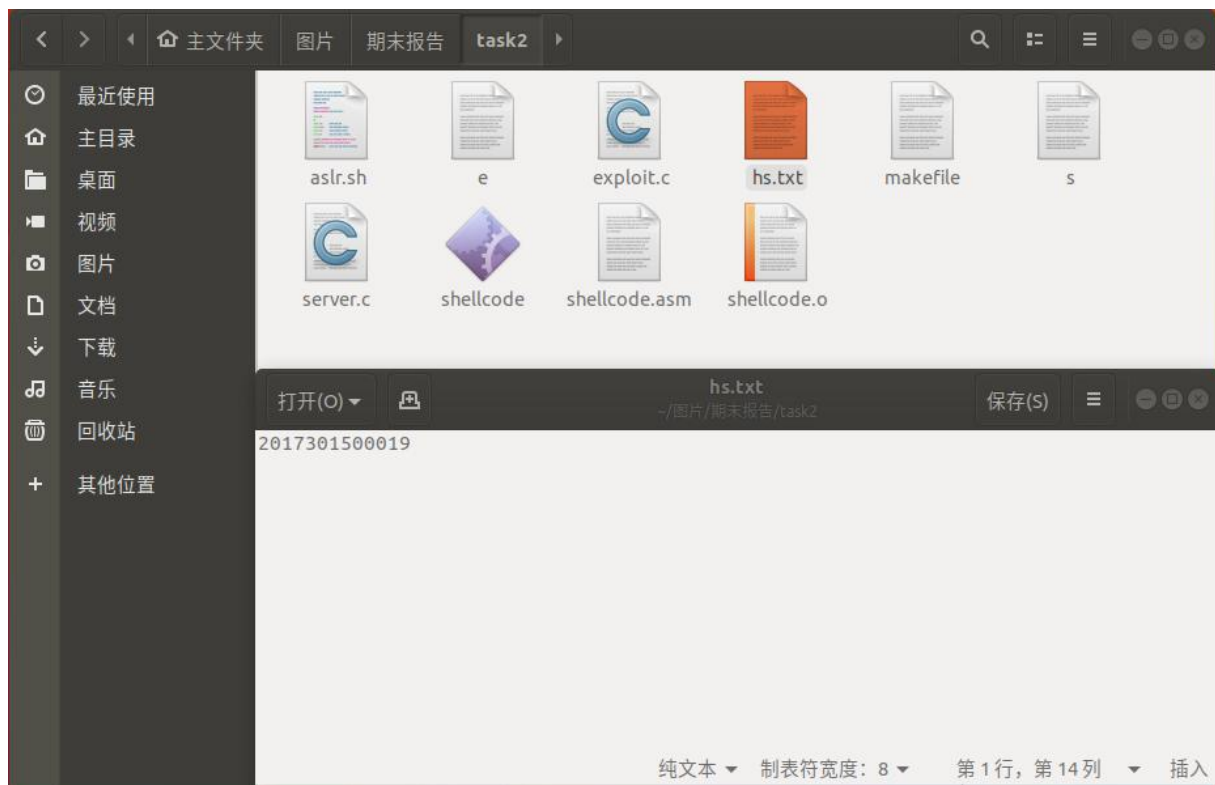 主文件夹 图片 期末报告 task2
最近使用
主目录
桌面
视频
图片
文档
下载
音乐
回收站
其他位置
aslr.sh e exploit.c hs.txt makefile s
server.c shellcode shellcode.asm shellcode.o
打开(O) hs.txt 保存(S)
~/图片/期末报告/task2
2017301500019
纯文本 制表符宽度：8 第 1 行，第 14 列 插入